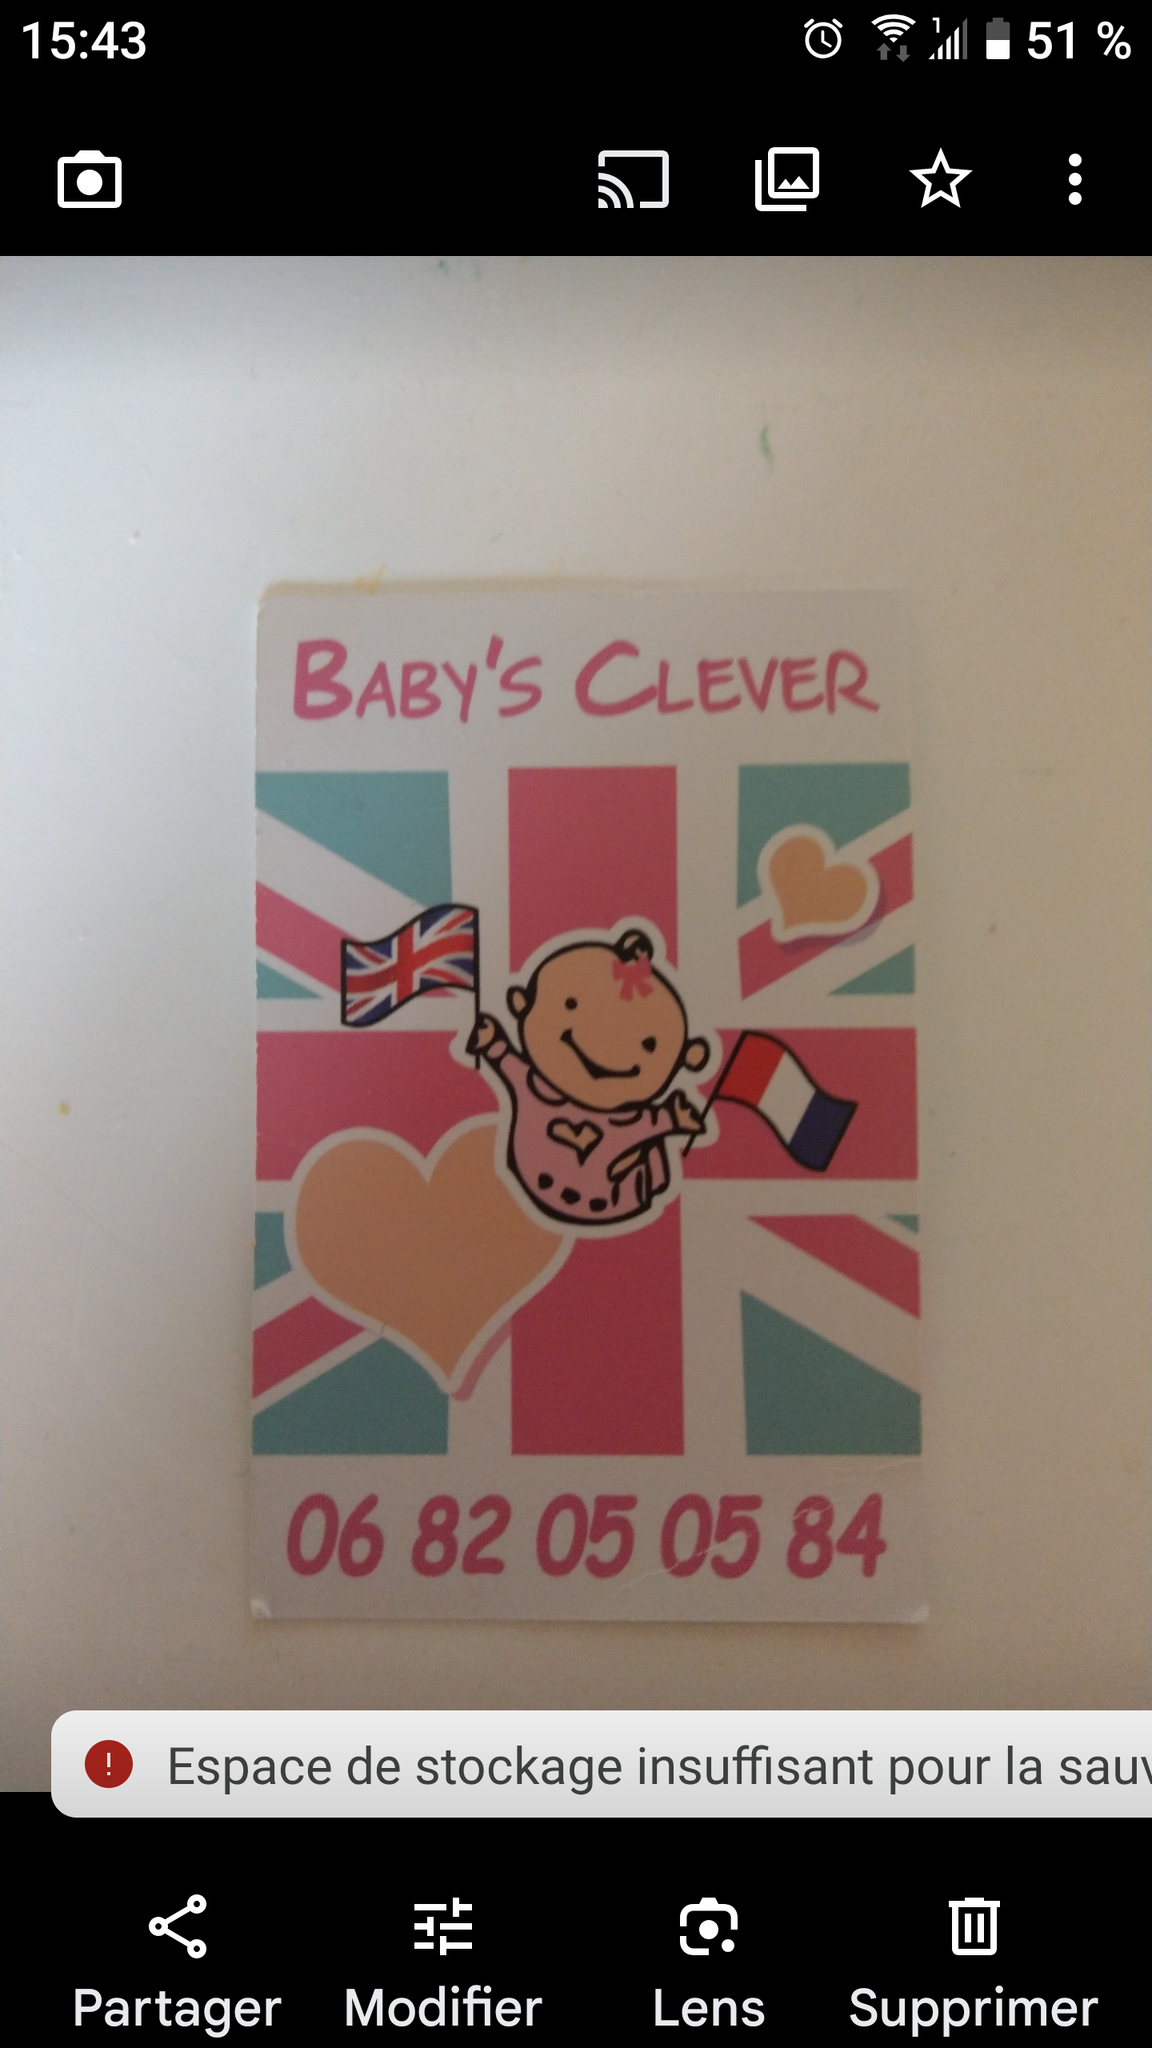 15:43
1
51 %
BABY'S CLEVER
06 82 05 05 84
! Espace de stockage insuffisant pour la
Partager
Modifier
Lens
Supprimer